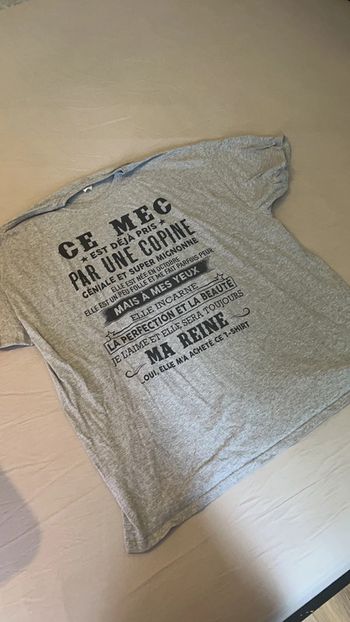 CE MEC
EST DÉJÀ PRIS
PAR UNE COPINE
GÉNIALE ET SUPER MIGNONNE
ELLE EST NÉE EN OCTOBRE
ELLE EST UN PEU FOLLE ET ME FAIT PARFOIS PEUR
MAIS A MES YEUX
ELLE INCARNE
LA PERFECTION ET LA BEAUTÉ
JE L'AIME ET ELLE SERA TOUJOURS
MA REINE
...OUI, ELLE M'A ACHETÉ CE T-SHIRT